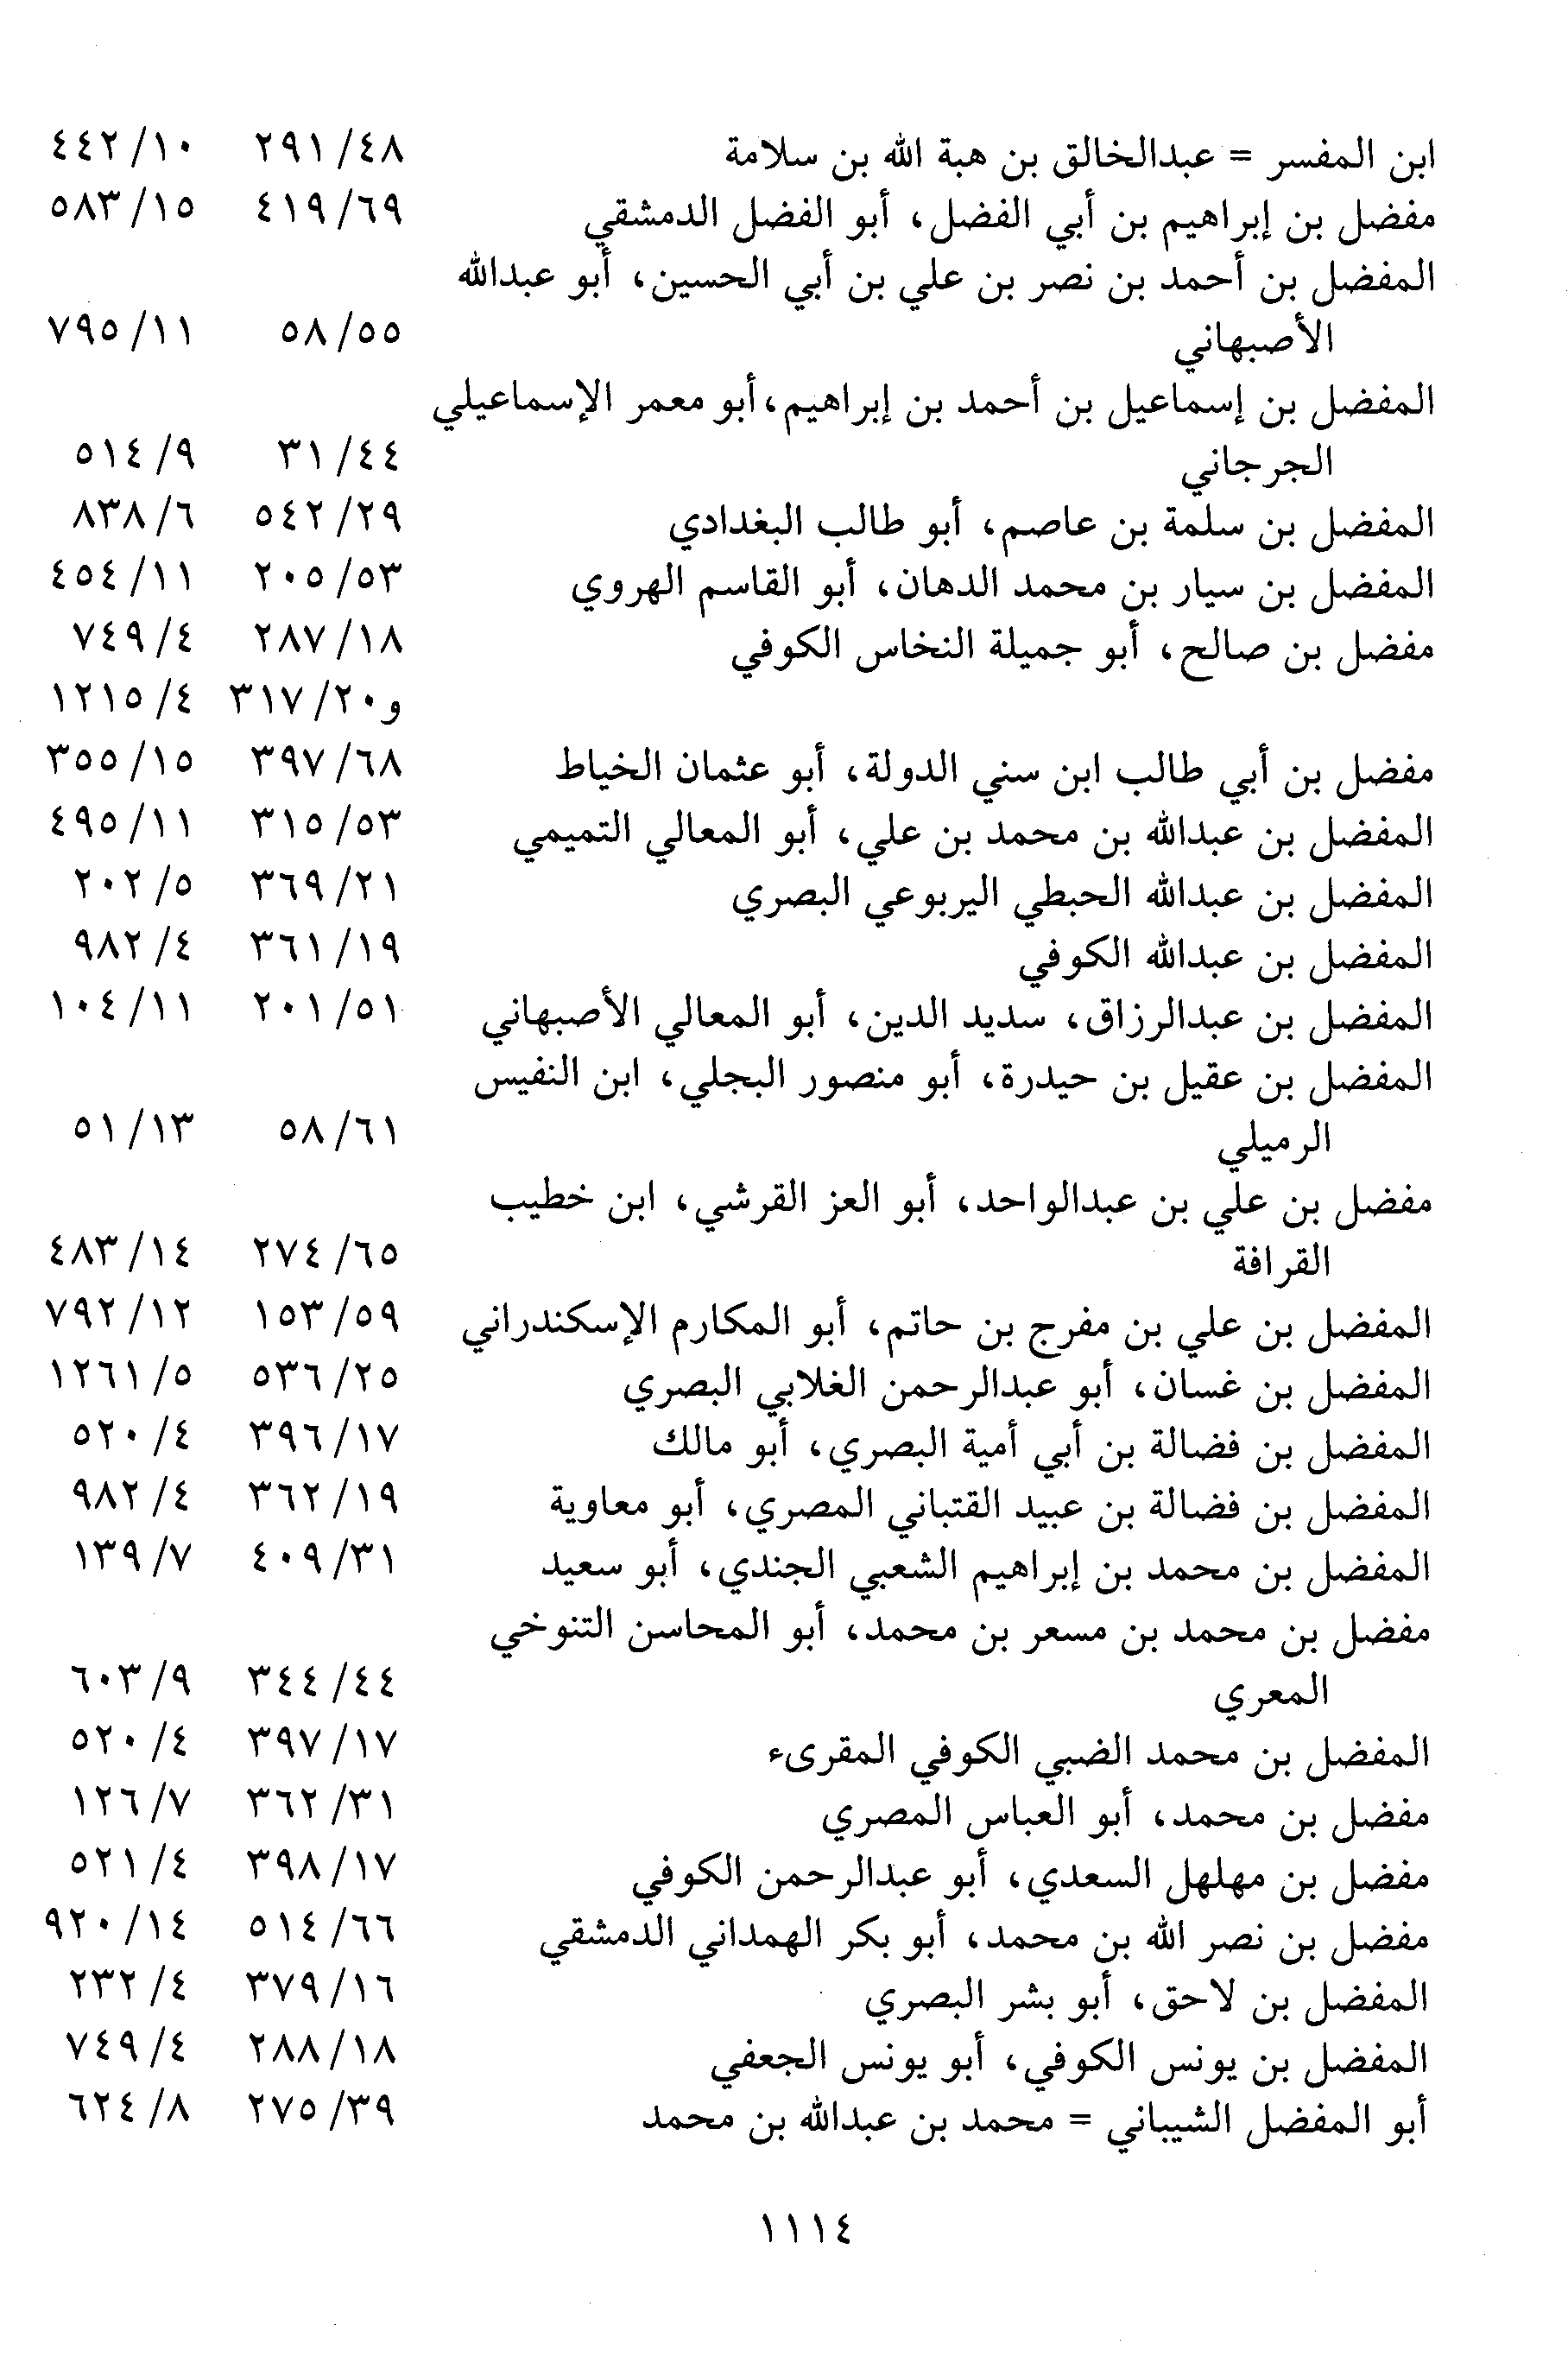 ابن المفسر = عبدالخالق بن هبة الله بن سلامة ٤٨/ ٢٩١ ١٠/ ٤٤٢
مفضل بن إبراهيم بن أبي الفضل، أبو الفضل الدمشقي ٦٩/ ٤١٩ ١٥/ ٥٨٣
المفضل بن أحمد بن نصر بن علي بن أبي الحسين، أبو عبدالله
الأصبهاني ٥٥/ ٥٨ ١١/ ٧٩٥
المفضل بن إسماعيل بن أحمد بن إبراهيم،أبو معمر الإسماعيلي
الجرجاني ٤٤/ ٣١ ٩/ ٥١٤
المفضل بن سلمة بن عاصم، أبو طالب البغدادي ٢٩/ ٥٤٢ ٦/ ٨٣٨
المفضل بن سيار بن محمد الدهان، أبو القاسم الهروي ٥٣/ ٢٠٥ ١١/ ٤٥٤
مفضل بن صالح، أبو جميلة النخاس الكوفي ١٨/ ٢٨٧ ٤/ ٧٤٩
و٢٠/ ٣١٧ ٤/ ١٢١٥
مفضل بن أبي طالب ابن سني الدولة، أبو عثمان الخياط ٦٨/ ٣٩٧ ١٥/ ٣٥٥
المفضل بن عبدالله بن محمد بن علي، أبو المعالي التميمي ٥٣/ ٣١٥ ١١/ ٤٩٥
المفضل بن عبدالله الحبطي اليربوعي البصري ٢١/ ٣٦٩ ٥/ ٢٠٢
المفضل بن عبدالله الكوفي ١٩/ ٣٦١ ٤/ ٩٨٢
المفضل بن عبدالرزاق، سديد الدين، أبو المعالي الأصبهاني ٥١/ ٢٠١ ١١/ ١٠٤
المفضل بن عقيل بن حيدرة، أبو منصور البجلي، ابن النفيس
الرميلي ٦١/ ٥٨ ١٣/ ٥١
مفضل بن علي بن عبدالواحد، أبو العز القرشي، ابن خطيب
القرافة ٦٥/ ٢٧٤ ١٤/ ٤٨٣
المفضل بن علي بن مفرج بن حاتم، أبو المكارم الإسكندراني ٥٩/ ١٥٣ ١٢/ ٧٩٢
المفضل بن غسان، أبو عبدالرحمن الغلابي البصري ٢٥/ ٥٣٦ ٥/ ١٢٦١
المفضل بن فضالة بن أبي أمية البصري، أبو مالك ١٧/ ٣٩٦ ٤/ ٥٢٠
المفضل بن فضالة بن عبيد القتباني المصري، أبو معاوية ١٩/ ٣٦٢ ٤/ ٩٨٢
المفضل بن محمد بن إبراهيم الشعبي الجندي، أبو سعيد ٣١/ ٤٠٩ ٧/ ١٣٩
مفضل بن محمد بن مسعر بن محمد، أبو المحاسن التنوخي
المعري ٤٤/ ٣٤٤ ٩/ ٦٠٣
المفضل بن محمد الضبي الكوفي المقرىء ١٧/ ٣٩٧ ٤/ ٥٢٠
مفضل بن محمد، أبو العباس المصري ٣١/ ٣٦٢ ٧/ ١٢٦
مفضل بن مهلهل السعدي، أبو عبدالرحمن الكوفي ١٧/ ٣٩٨ ٤/ ٥٢١
مفضل بن نصر الله بن محمد، أبو بكر الهمداني الدمشقي ٦٦/ ٥١٤ ١٤/ ٩٢٠
المفضل بن لاحق، أبو بشر البصري ١٦/ ٣٧٩ ٤/ ٢٣٢
المفضل بن يونس الكوفي، أبو يونس الجعفي ١٨/ ٢٨٨ ٤/ ٧٤٩
أبو المفضل الشيباني = محمد بن عبدالله بن محمد ٣٩/ ٢٧٥ ٨/ ٦٢٤
١١١٤